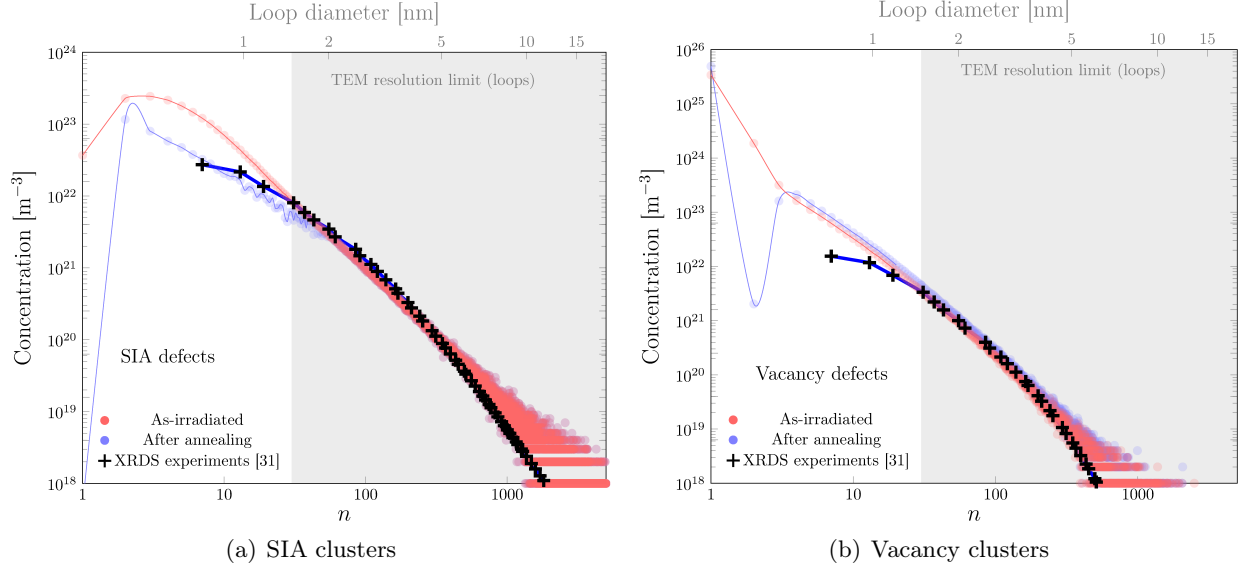 Loop diameter [nm]
1 2 5 10 15
10^24
10^23
10^22
10^21
10^20
10^19
10^18
Concentration [m^−3]
TEM resolution limit (loops)
SIA defects
As-irradiated
After annealing
XRDS experiments [31]
1 10 100 1000
n
(a) SIA clusters
Loop diameter [nm]
1 2 5 10 15
10^26
10^25
10^24
10^23
10^22
10^21
10^20
10^19
10^18
Concentration [m^−3]
TEM resolution limit (loops)
Vacancy defects
As-irradiated
After annealing
XRDS experiments [31]
1 10 100 1000
n
(b) Vacancy clusters